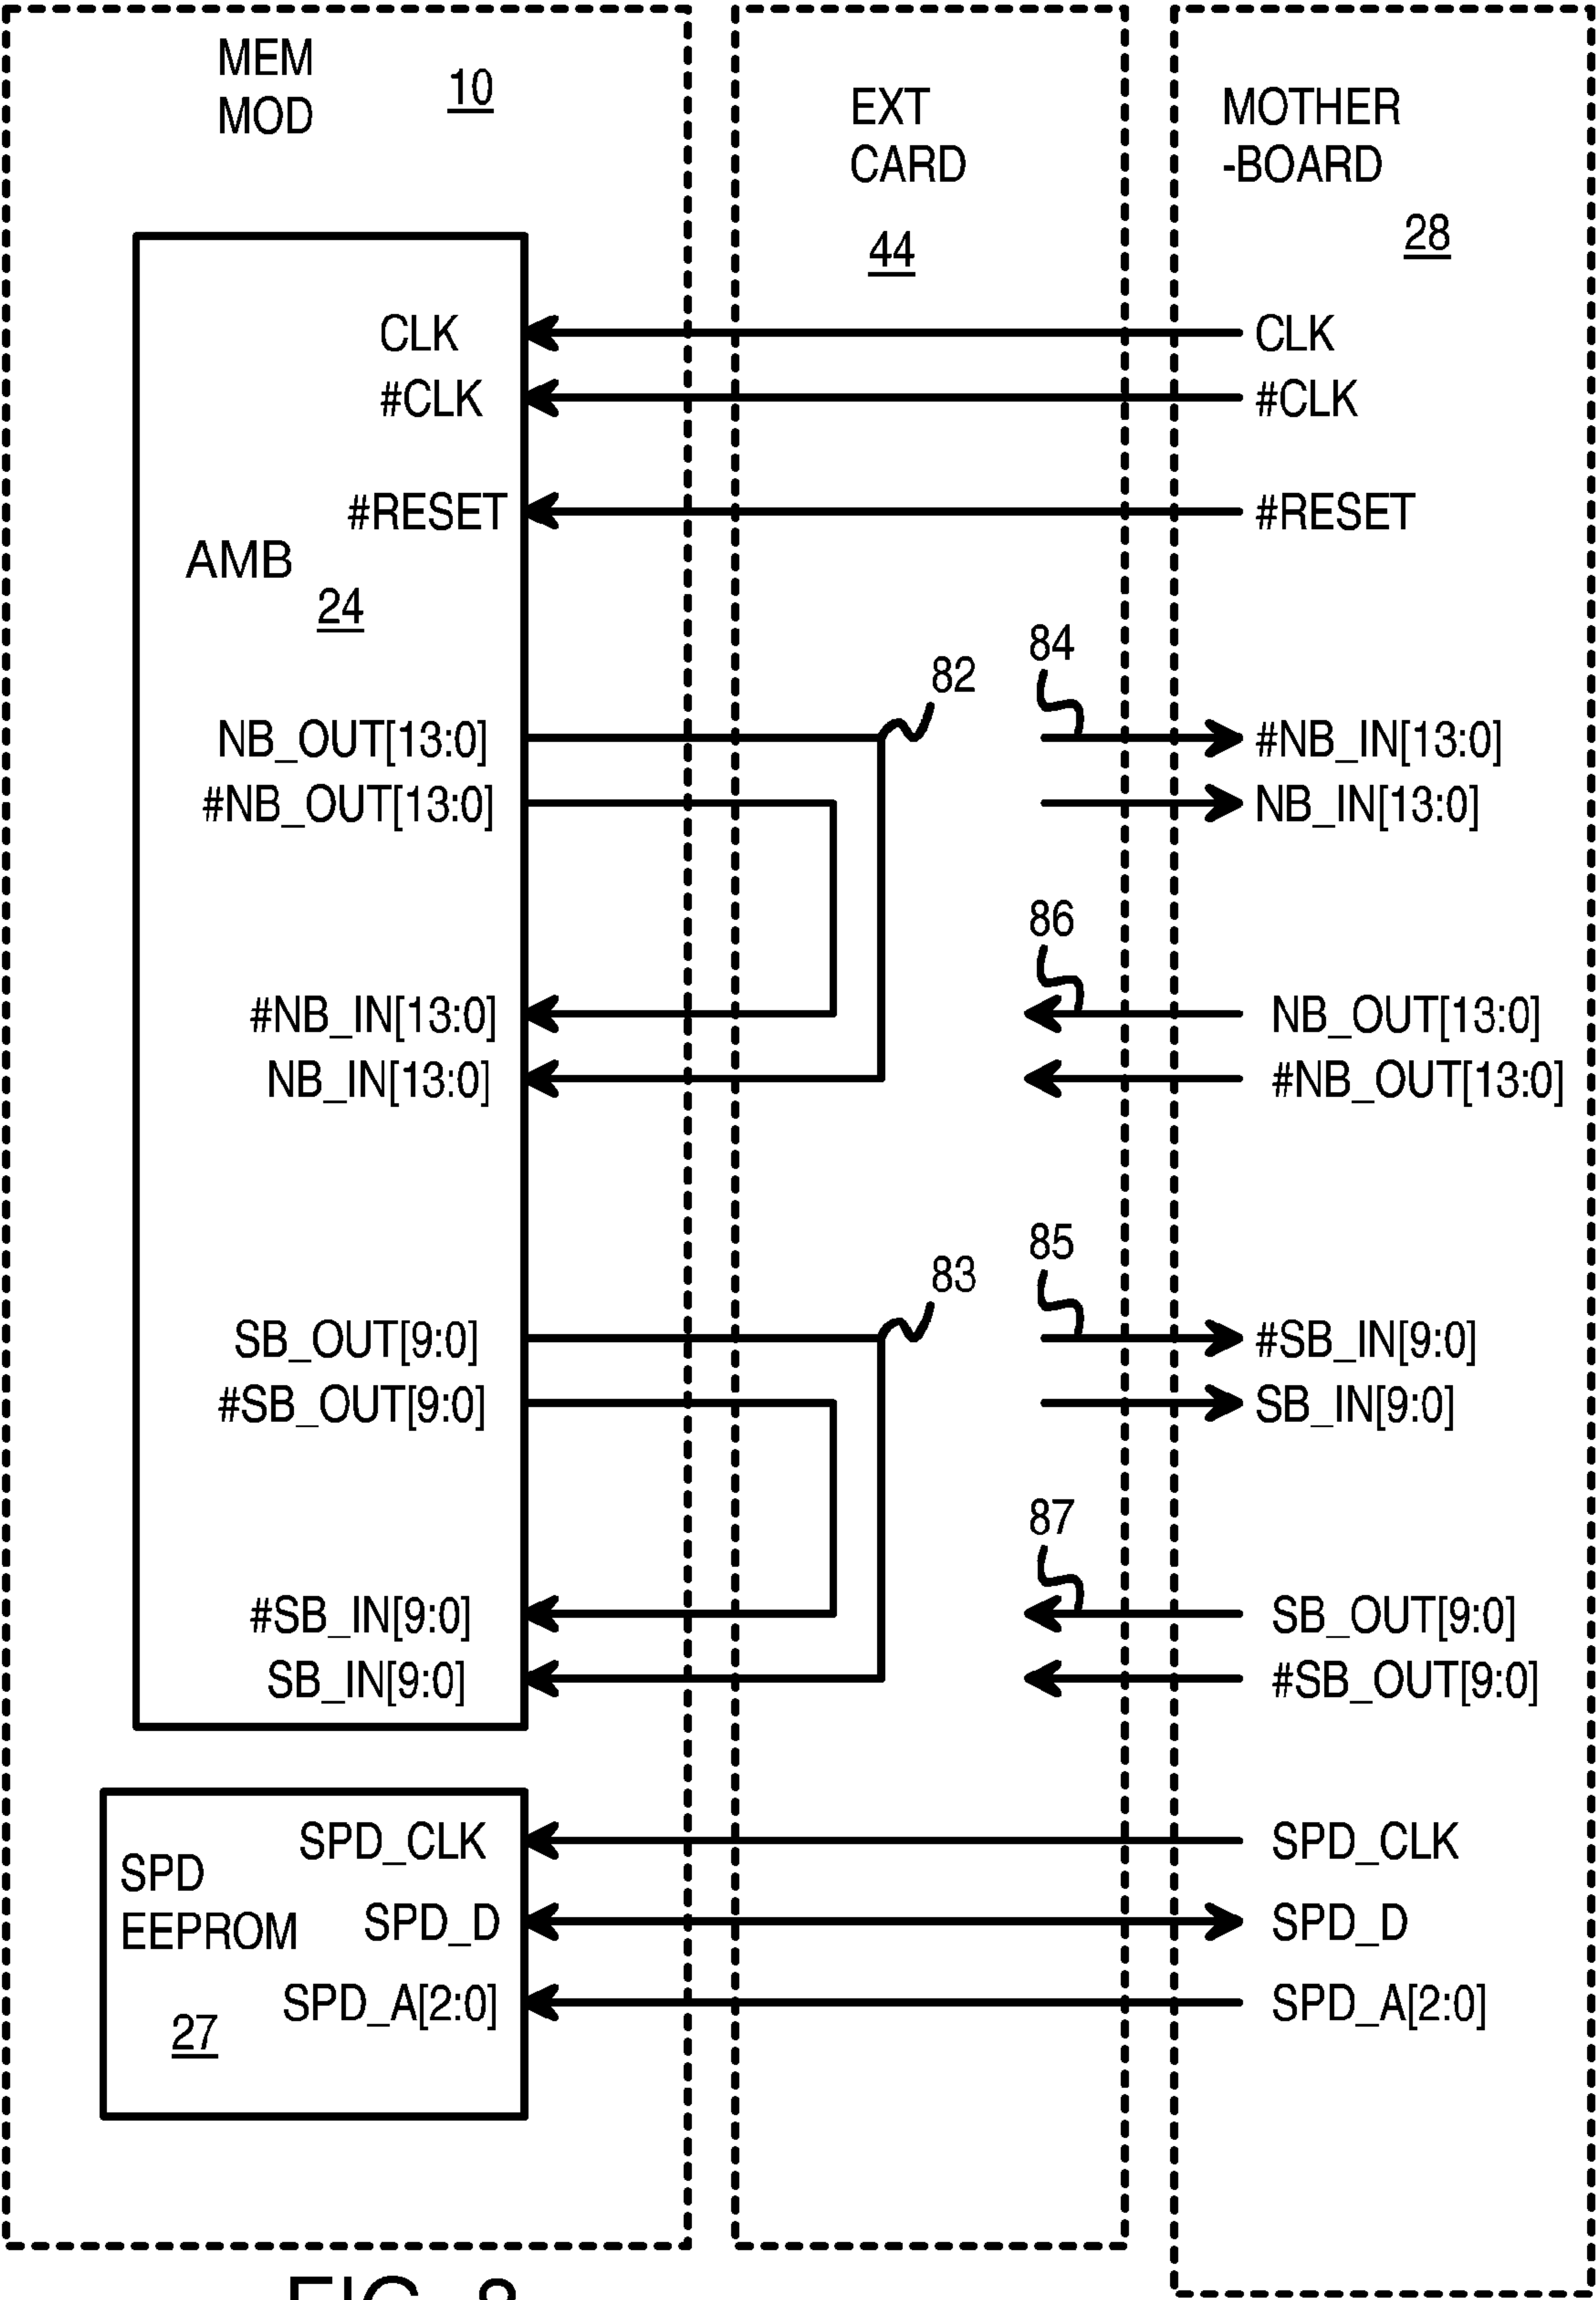 MEM
MOD
10
EXT
CARD
44
MOTHER
-BOARD
28
CLK
CLK
#CLK
#CLK
#RESET
#RESET
AMB
24
82
84
NB_OUT[13:0]
#NB_IN[13:0]
#NB_OUT[13:0]
NB_IN[13:0]
86
#NB_IN[13:0]
NB_OUT[13:0]
NB_IN[13:0]
#NB_OUT[13:0]
83
85
SB_OUT[9:0]
#SB_IN[9:0]
#SB_OUT[9:0]
SB_IN[9:0]
87
#SB_IN[9:0]
SB_OUT[9:0]
SB_IN[9:0]
#SB_OUT[9:0]
SPD
EEPROM
27
SPD_CLK
SPD_CLK
SPD_D
SPD_D
SPD_A[2:0]
SPD_A[2:0]